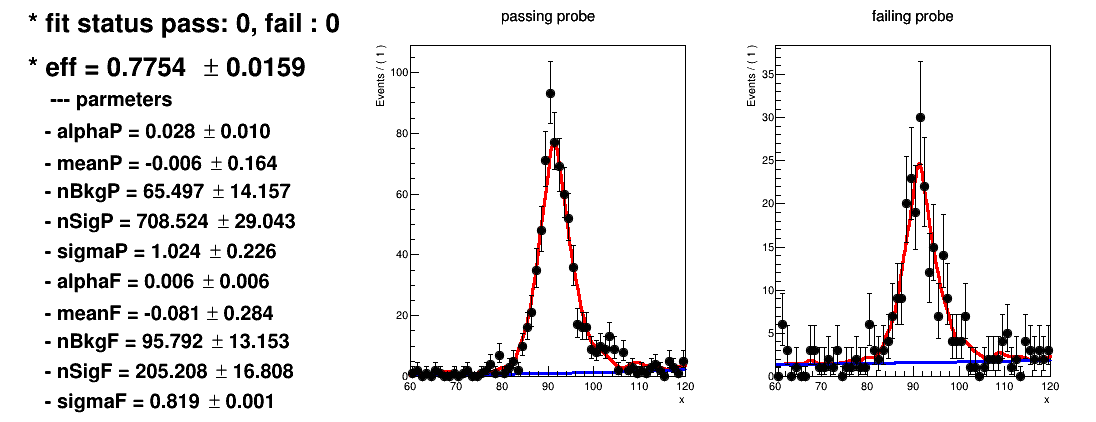 * fit status pass: 0, fail : 0
* eff = 0.7754 ± 0.0159
--- parmeters
- alphaP = 0.028 ± 0.010
- meanP = -0.006 ± 0.164
- nBkgP = 65.497 ± 14.157
- nSigP = 708.524 ± 29.043
- sigmaP = 1.024 ± 0.226
- alphaF = 0.006 ± 0.006
- meanF = -0.081 ± 0.284
- nBkgF = 95.792 ± 13.153
- nSigF = 205.208 ± 16.808
- sigmaF = 0.819 ± 0.001
passing probe
Events / ( 1 )
100
80
60
40
20
0
60 70 80 90 100 110 120
x
failing probe
Events / ( 1 )
35
30
25
20
15
10
5
0
60 70 80 90 100 110 120
x